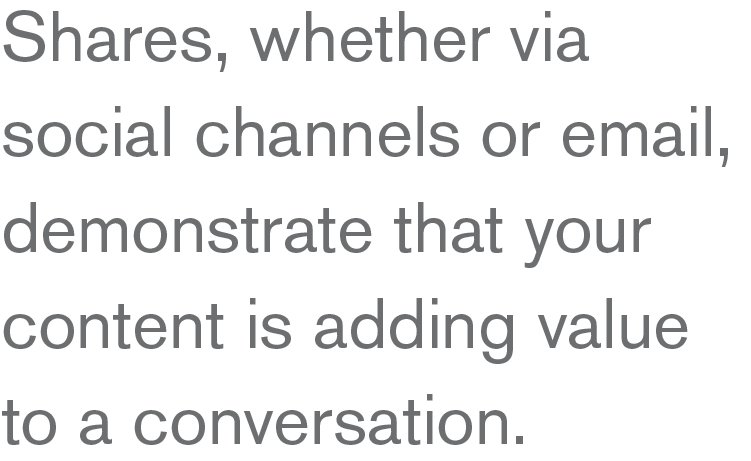 Shares, whether via
social channels or email,
demonstrate that your
content is adding value
to a conversation.